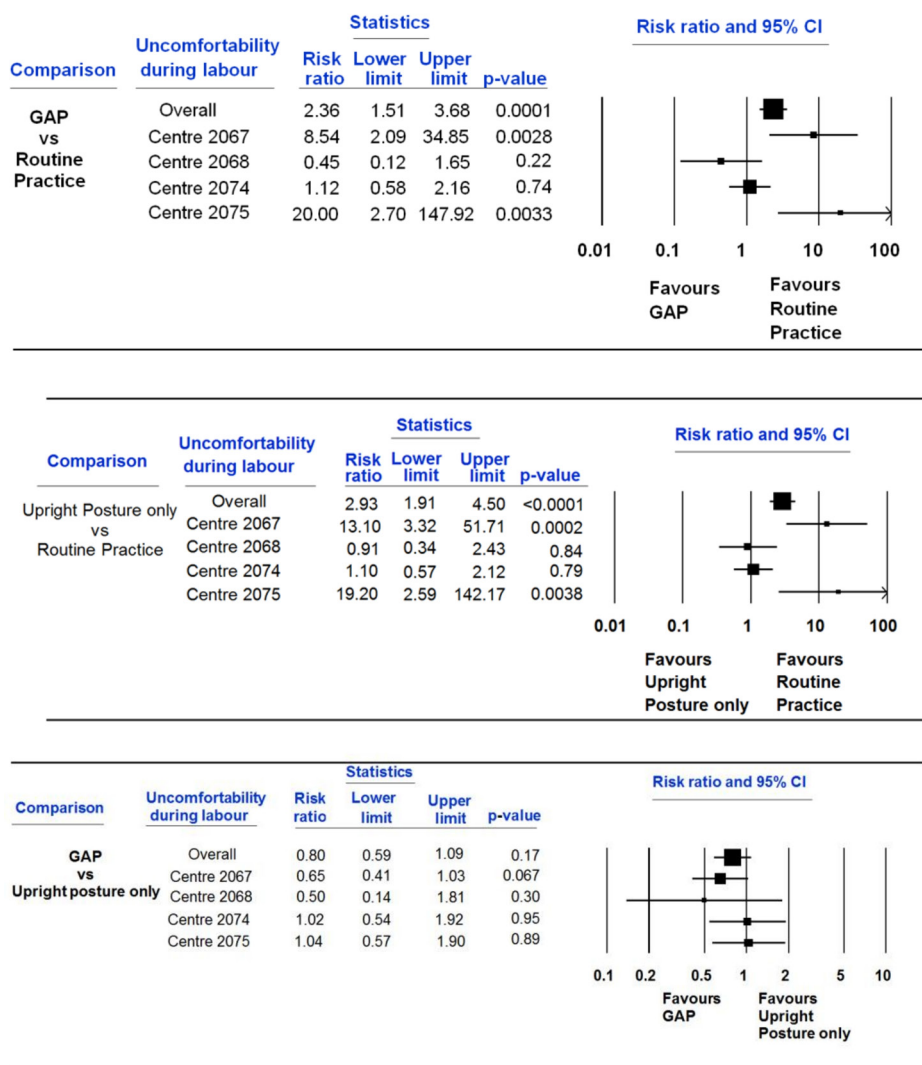 Statistics
Risk ratio and 95% CI
Comparison Uncomfortability during labour Risk ratio Lower limit Upper limit p-value
GAP vs Routine Practice
Overall 2.36 1.51 3.68 0.0001
Centre 2067 8.54 2.09 34.85 0.0028
Centre 2068 0.45 0.12 1.65 0.22
Centre 2074 1.12 0.58 2.16 0.74
Centre 2075 20.00 2.70 147.92 0.0033
0.01 0.1 1 10 100
Favours GAP
Favours Routine Practice
Statistics
Risk ratio and 95% CI
Comparison Uncomfortability during labour Risk ratio Lower limit Upper limit p-value
Upright Posture only vs Routine Practice
Overall 2.93 1.91 4.50 <0.0001
Centre 2067 13.10 3.32 51.71 0.0002
Centre 2068 0.91 0.34 2.43 0.84
Centre 2074 1.10 0.57 2.12 0.79
Centre 2075 19.20 2.59 142.17 0.0038
0.01 0.1 1 10 100
Favours Upright Posture only
Favours Routine Practice
Statistics
Risk ratio and 95% CI
Comparison Uncomfortability during labour Risk ratio Lower limit Upper limit p-value
GAP vs Upright posture only
Overall 0.80 0.59 1.09 0.17
Centre 2067 0.65 0.41 1.03 0.067
Centre 2068 0.50 0.14 1.81 0.30
Centre 2074 1.02 0.54 1.92 0.95
Centre 2075 1.04 0.57 1.90 0.89
0.1 0.2 0.5 1 2 5 10
Favours GAP
Favours Upright Posture only